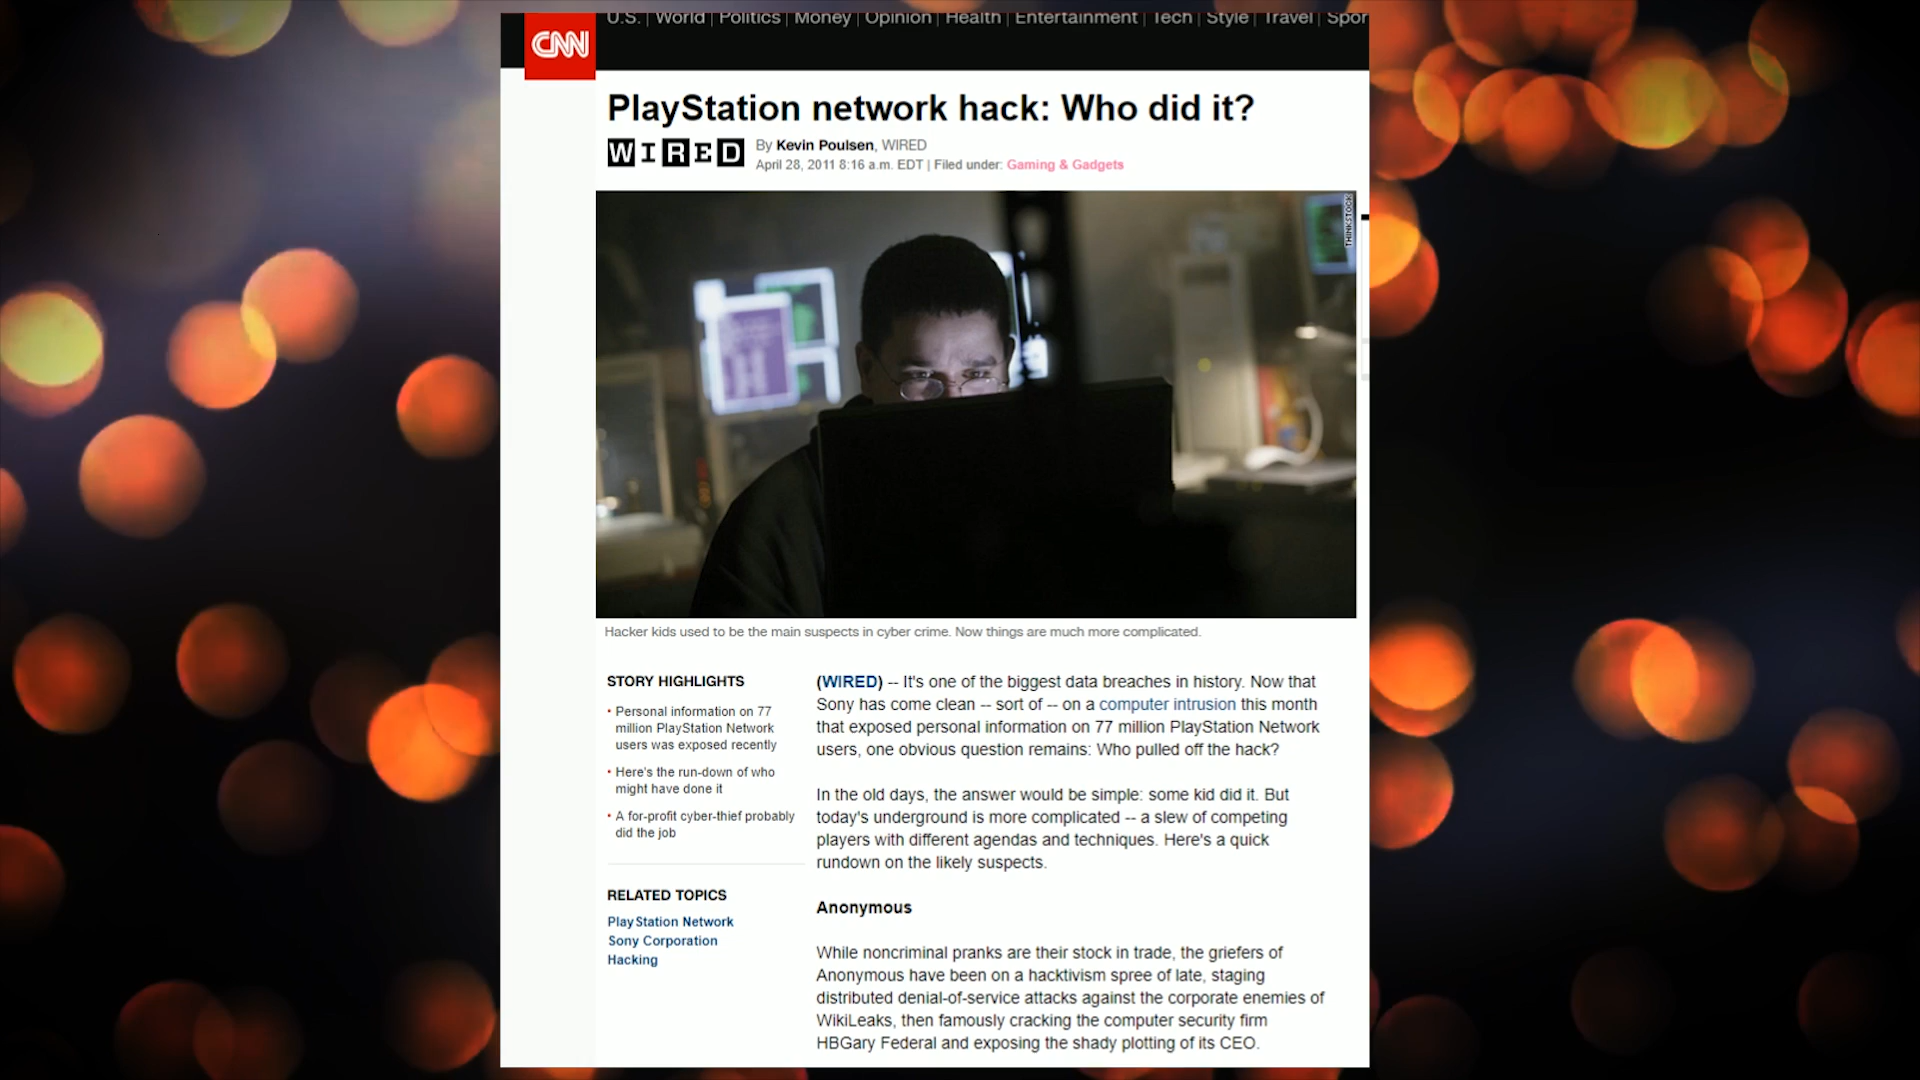 U.S. | World | Politics | Money | Opinion | Health | Entertainment | Tech | Style | Travel | Spor
CNN
PlayStation network hack: Who did it?
WIRED
By Kevin Poulsen, WIRED
April 28, 2011 8:16 a.m. EDT | Filed under: Gaming & Gadgets
THINKSTOCK
Hacker kids used to be the main suspects in cyber crime. Now things are much more complicated.
STORY HIGHLIGHTS
• Personal information on 77
million PlayStation Network
users was exposed recently
• Here's the run-down of who
might have done it
• A for-profit cyber-thief probably
did the job
RELATED TOPICS
PlayStation Network
Sony Corporation
Hacking
(WIRED) -- It's one of the biggest data breaches in history. Now that
Sony has come clean -- sort of -- on a computer intrusion this month
that exposed personal information on 77 million PlayStation Network
users, one obvious question remains: Who pulled off the hack?
In the old days, the answer would be simple: some kid did it. But
today's underground is more complicated -- a slew of competing
players with different agendas and techniques. Here's a quick
rundown on the likely suspects.
Anonymous
While noncriminal pranks are their stock in trade, the griefers of
Anonymous have been on a hacktivism spree of late, staging
distributed denial-of-service attacks against the corporate enemies of
WikiLeaks, then famously cracking the computer security firm
HBGary Federal and exposing the shady plotting of its CEO.